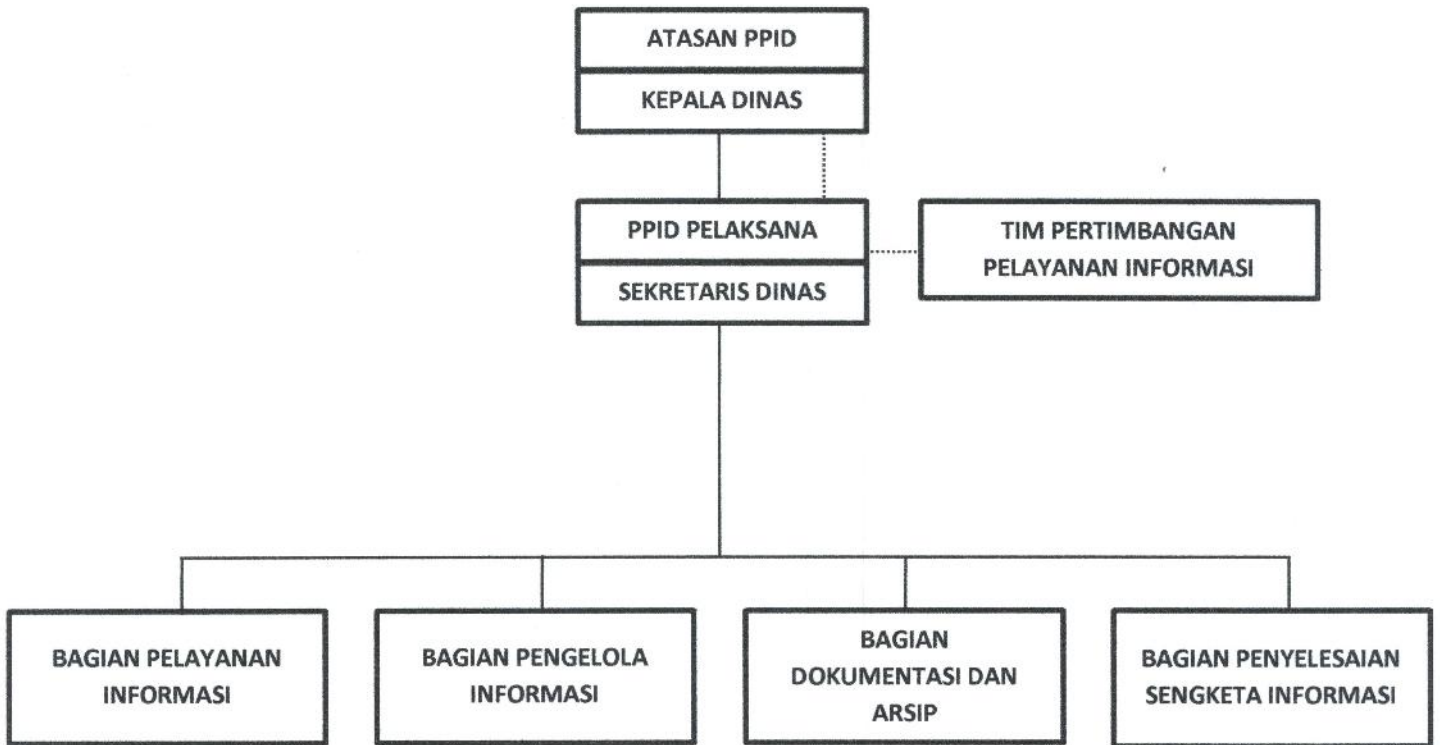 ATASAN PPID
KEPALA DINAS
PPID PELAKSANA
SEKRETARIS DINAS
TIM PERTIMBANGAN
PELAYANAN INFORMASI
BAGIAN PELAYANAN
INFORMASI
BAGIAN PENGELOLA
INFORMASI
BAGIAN
DOKUMENTASI DAN
ARSIP
BAGIAN PENYELESAIAN
SENGKETA INFORMASI